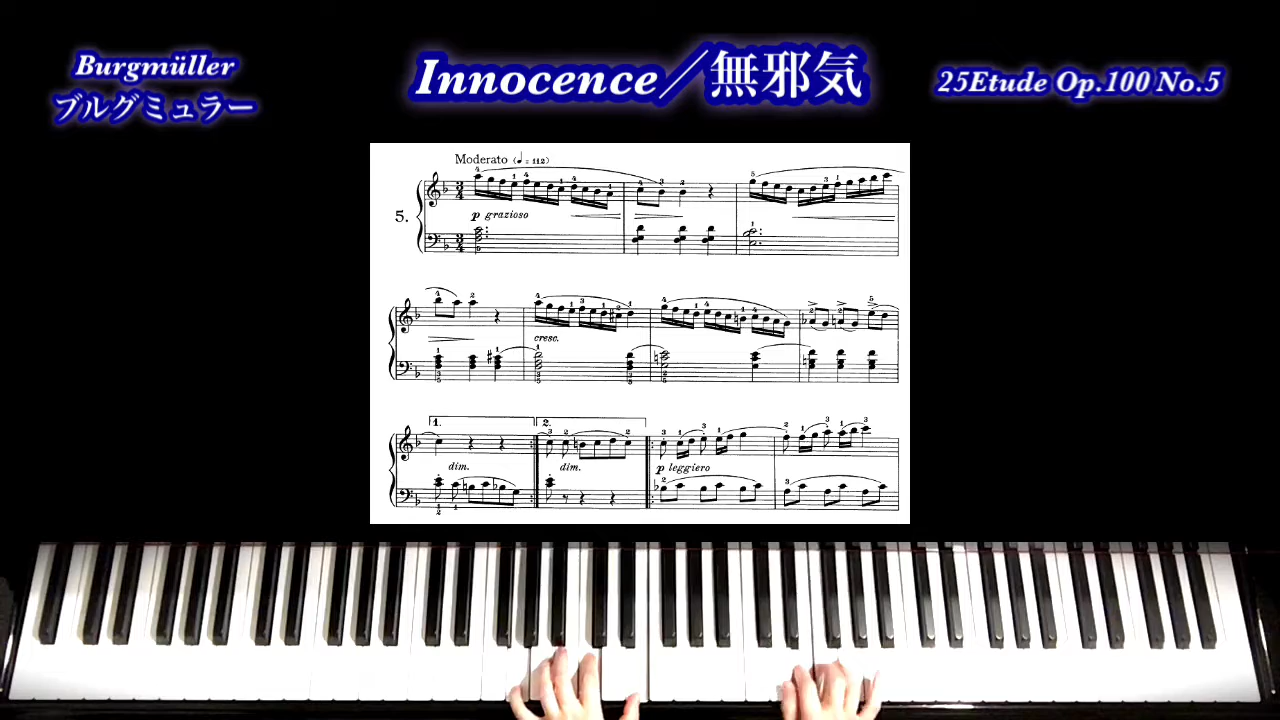 Burgmüller
ブルグミュラー
Innocence／無邪気
25Etude Op.100 No.5
Moderato (♩ = 112)
5.
p grazioso
cresc.
1.
2.
dim.
dim.
p leggiero